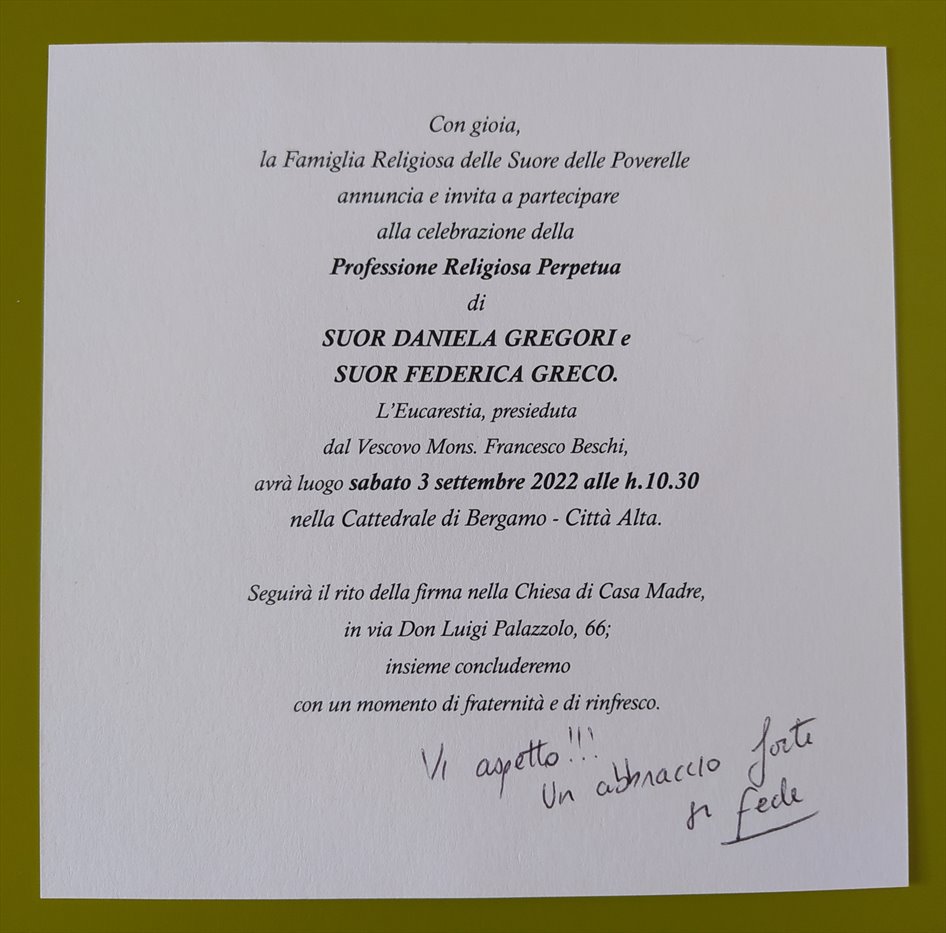 Con gioia,
la Famiglia Religiosa delle Suore delle Poverelle
annuncia e invita a partecipare
alla celebrazione della
Professione Religiosa Perpetua
di
SUOR DANIELA GREGORI e
SUOR FEDERICA GRECO.
L'Eucarestia, presieduta
dal Vescovo Mons. Francesco Beschi,
avrà luogo sabato 3 settembre 2022 alle h.10.30
nella Cattedrale di Bergamo - Città Alta.
Seguirà il rito della firma nella Chiesa di Casa Madre,
in via Don Luigi Palazzolo, 66;
insieme concluderemo
con un momento di fraternità e di rinfresco.
Vi aspetto!!!
Un abbraccio forte
sr Fede